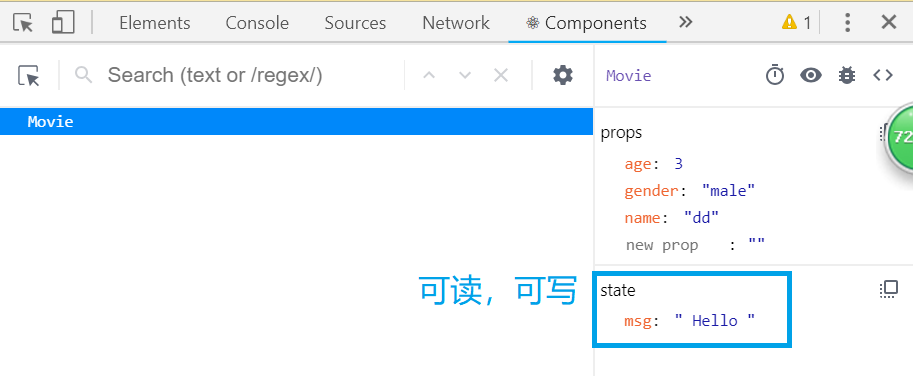 Elements Console Sources Network Components 1
Search (text or /regex/)
Movie
Movie
props
age: 3
gender: "male"
name: "dd"
new prop : ""
可读，可写
state
msg: " Hello "
72